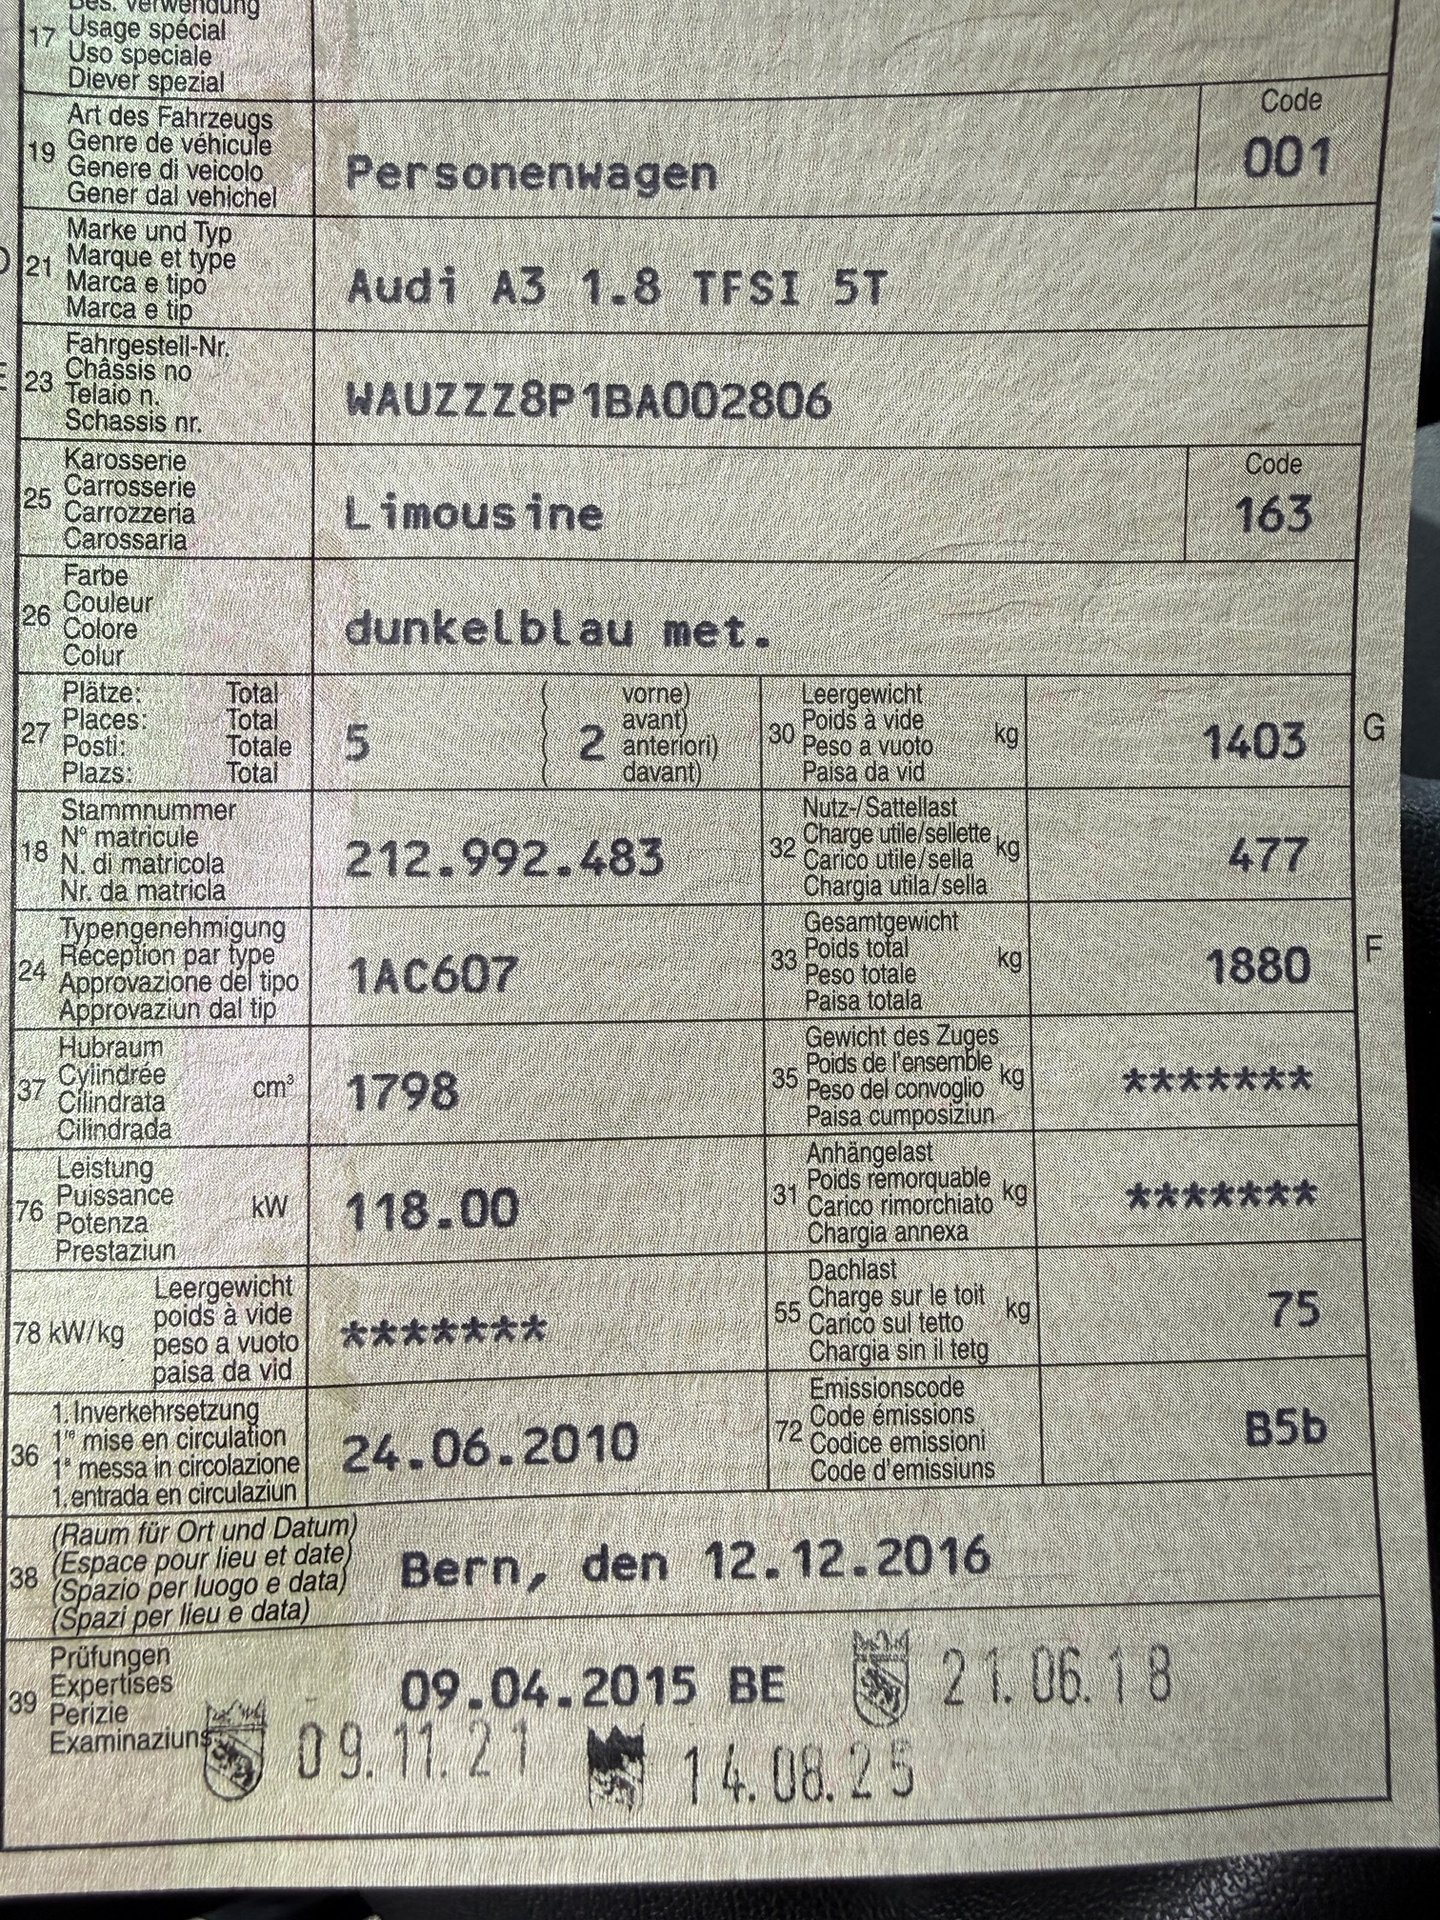 Bes. Verwendung
17 Usage spécial
Uso speciale
Diever spezial
Art des Fahrzeugs
19 Genre de véhicule
Genere di veicolo
Gener dal vehichel
Personenwagen
Code
001
Marke und Typ
21 Marque et type
Marca e tipo
Marca e tip
Audi A3 1.8 TFSI 5T
Fahrgestell-Nr.
23 Châssis no
Telaio n.
Schassis nr.
WAUZZZ8P1BA002806
Karosserie
25 Carrosserie
Carrozzeria
Carossaria
Limousine
Code
163
Farbe
26 Couleur
Colore
Colur
dunkelblau met.
Plätze: Total
27 Places: Total
Posti: Totale
Plazs: Total
5
( vorne)
( avant)
( 2 anteriori)
( davant)
Leergewicht
30 Poids à vide kg
Peso a vuoto
Paisa da vid
1403 G
Stammnummer
18 N° matricule
N. di matricola
Nr. da matricla
212.992.483
Nutz-/Sattellast
32 Charge utile/sellette kg
Carico utile/sella
Chargia utila/sella
477
Typengenehmigung
24 Réception par type
Approvazione del tipo
Approvaziun dal tip
1AC607
Gesamtgewicht
33 Poids total kg
Peso totale
Paisa totala
1880 F
Hubraum
37 Cylindrée cm³
Cilindrata
Cilindrada
1798
Gewicht des Zuges
35 Poids de l'ensemble kg
Peso del convoglio
Paisa cumposiziun
*******
Leistung
76 Puissance kW
Potenza
Prestaziun
118.00
Anhängelast
31 Poids remorquable kg
Carico rimorchiato
Chargia annexa
*******
Leergewicht
78 kW/kg poids à vide
peso a vuoto
paisa da vid
*******
Dachlast
55 Charge sur le toit kg
Carico sul tetto
Chargia sin il tetg
75
1. Inverkehrsetzung
36 1re mise en circulation
1a messa in circolazione
1. entrada en circulaziun
24.06.2010
Emissionscode
72 Code émissions
Codice emissioni
Code d'emissiuns
B5b
(Raum für Ort und Datum)
38 (Espace pour lieu et date)
(Spazio per luogo e data)
(Spazi per lieu e data)
Bern, den 12.12.2016
Prüfungen
39 Expertises
Perizie
Examinaziuns
09.04.2015 BE
21.06.18
09.11.21
14.08.25